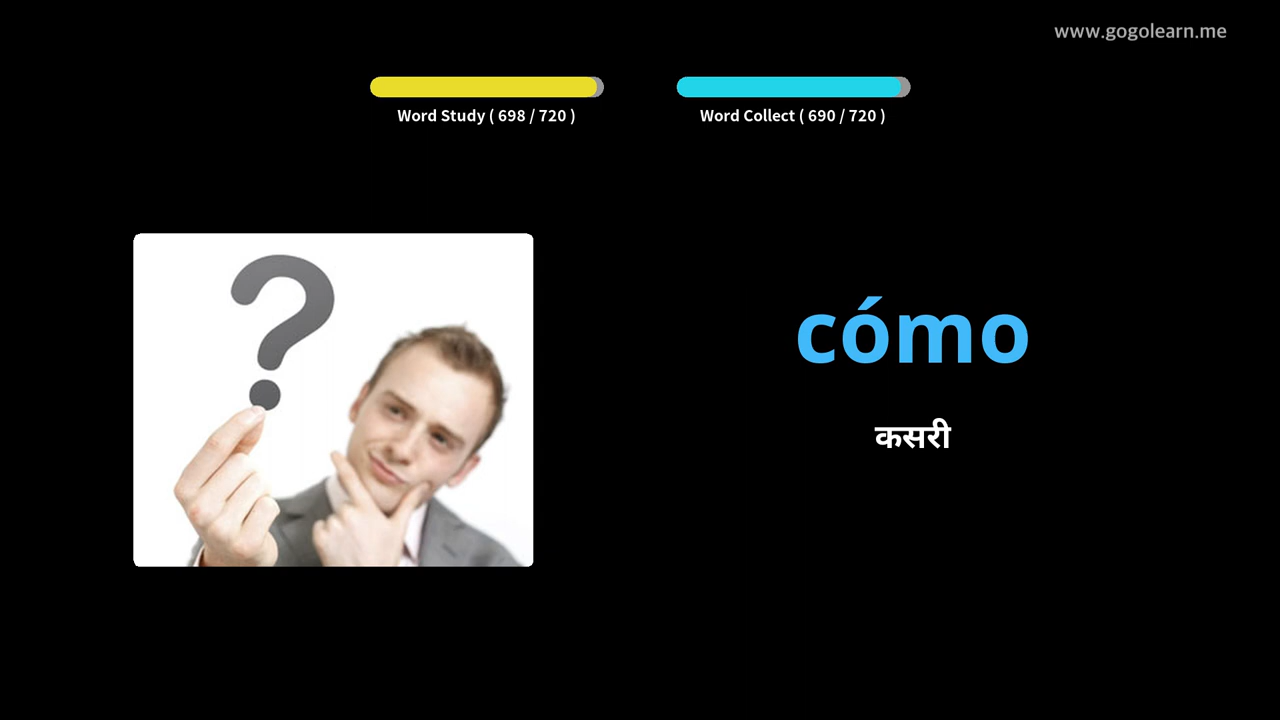 www.gogolearn.me
Word Study ( 698 / 720 )
Word Collect ( 690 / 720 )
?
cómo
कसरी